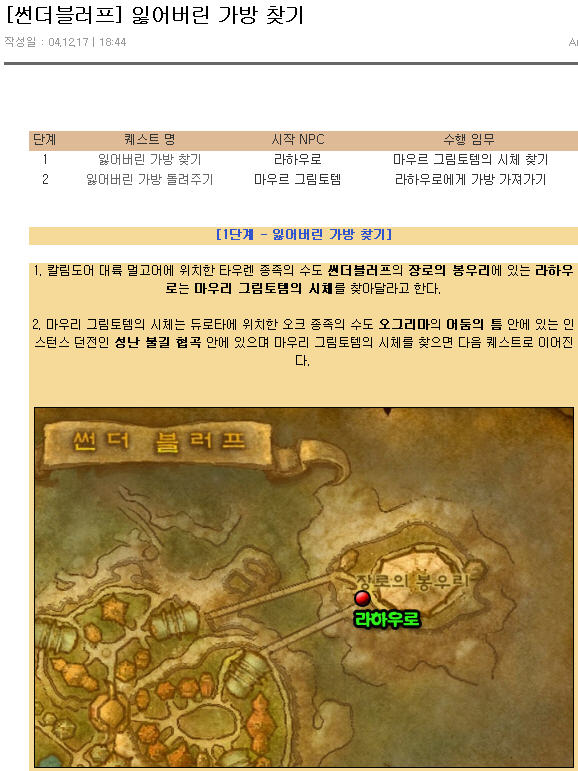 [썬더블러프] 잃어버린 가방 찾기
작성일 : 04.12.17 | 18:44
단계 퀘스트 명 시작 NPC 수행 임무
1 잃어버린 가방 찾기 라하우로 마우르 그림토템의 시체 찾기
2 잃어버린 가방 돌려주기 마우르 그림토템 라하우로에게 가방 가져가기
[1단계 - 잃어버린 가방 찾기]
1. 칼림도어 대륙 멀고어에 위치한 타우렌 종족의 수도 썬더블러프의 장로의 봉우리에 있는 라하우
로는 마우리 그림토템의 시체를 찾아달라고 한다.
2. 마우리 그림토템의 시체는 듀로타에 위치한 오크 종족의 수도 오그리마의 어둠의 틈 안에 있는 인
스턴스 던전인 성난 불길 협곡 안에 있으며 마우리 그림토템의 시체를 찾으면 다음 퀘스트로 이어진
다.
썬더 블러프
장로의 봉우리
라하우로